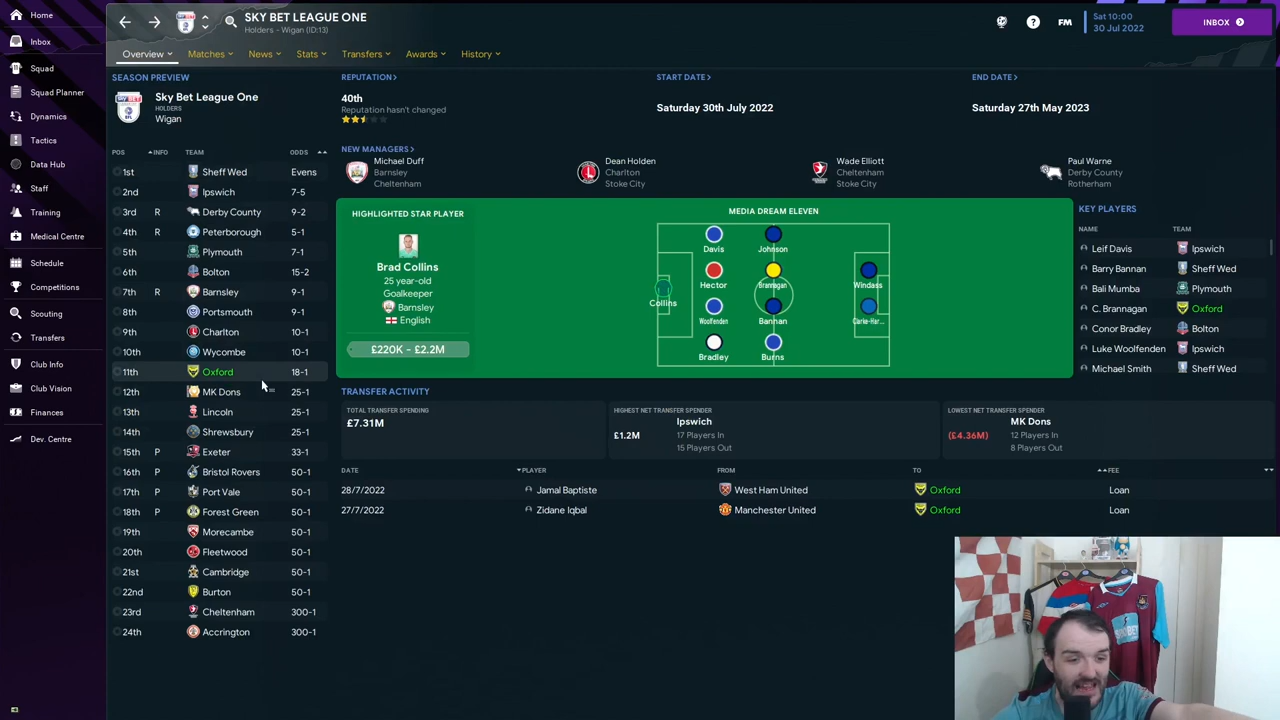 Home
Inbox
Squad
Squad Planner
Dynamics
Tactics
Data Hub
Staff
Training
Medical Centre
Schedule
Competitions
Scouting
Transfers
Club Info
Club Vision
Finances
Dev. Centre
SKY BET LEAGUE ONE
Holders - Wigan (ID:13)
FM
Sat 10:00
30 Jul 2022
INBOX
Overview Matches News Stats Transfers Awards History
SEASON PREVIEW
Sky Bet League One
HOLDERS
Wigan
POS INFO TEAM ODDS
1st Sheff Wed Evens
2nd Ipswich 7-5
3rd R Derby County 9-2
4th R Peterborough 5-1
5th Plymouth 7-1
6th Bolton 15-2
7th R Barnsley 9-1
8th Portsmouth 9-1
9th Charlton 10-1
10th Wycombe 10-1
11th Oxford 18-1
12th MK Dons 25-1
13th Lincoln 25-1
14th Shrewsbury 25-1
15th P Exeter 33-1
16th P Bristol Rovers 50-1
17th P Port Vale 50-1
18th P Forest Green 50-1
19th Morecambe 50-1
20th Fleetwood 50-1
21st Cambridge 50-1
22nd Burton 50-1
23rd Cheltenham 300-1
24th Accrington 300-1
REPUTATION
40th
Reputation hasn't changed
START DATE
Saturday 30th July 2022
END DATE
Saturday 27th May 2023
NEW MANAGERS
Michael Duff
Barnsley
Cheltenham
Dean Holden
Charlton
Stoke City
Wade Elliott
Cheltenham
Stoke City
Paul Warne
Derby County
Rotherham
HIGHLIGHTED STAR PLAYER
Brad Collins
25 year-old
Goalkeeper
Barnsley
English
£220K - £2.2M
MEDIA DREAM ELEVEN
Davis Johnson
Hector Brannagan Windass
Collins
Woolfenden Bannan Clarke-Har...
Bradley Burns
KEY PLAYERS
NAME TEAM
Leif Davis Ipswich
Barry Bannan Sheff Wed
Bali Mumba Plymouth
C. Brannagan Oxford
Conor Bradley Bolton
Luke Woolfenden Ipswich
Michael Smith Sheff Wed
TRANSFER ACTIVITY
TOTAL TRANSFER SPENDING
£7.31M
HIGHEST NET TRANSFER SPENDER
Ipswich
£1.2M
17 Players In
15 Players Out
LOWEST NET TRANSFER SPENDER
MK Dons
(£4.36M)
12 Players In
8 Players Out
DATE PLAYER FROM TO FEE
28/7/2022 Jamal Baptiste West Ham United Oxford Loan
27/7/2022 Zidane Iqbal Manchester United Oxford Loan